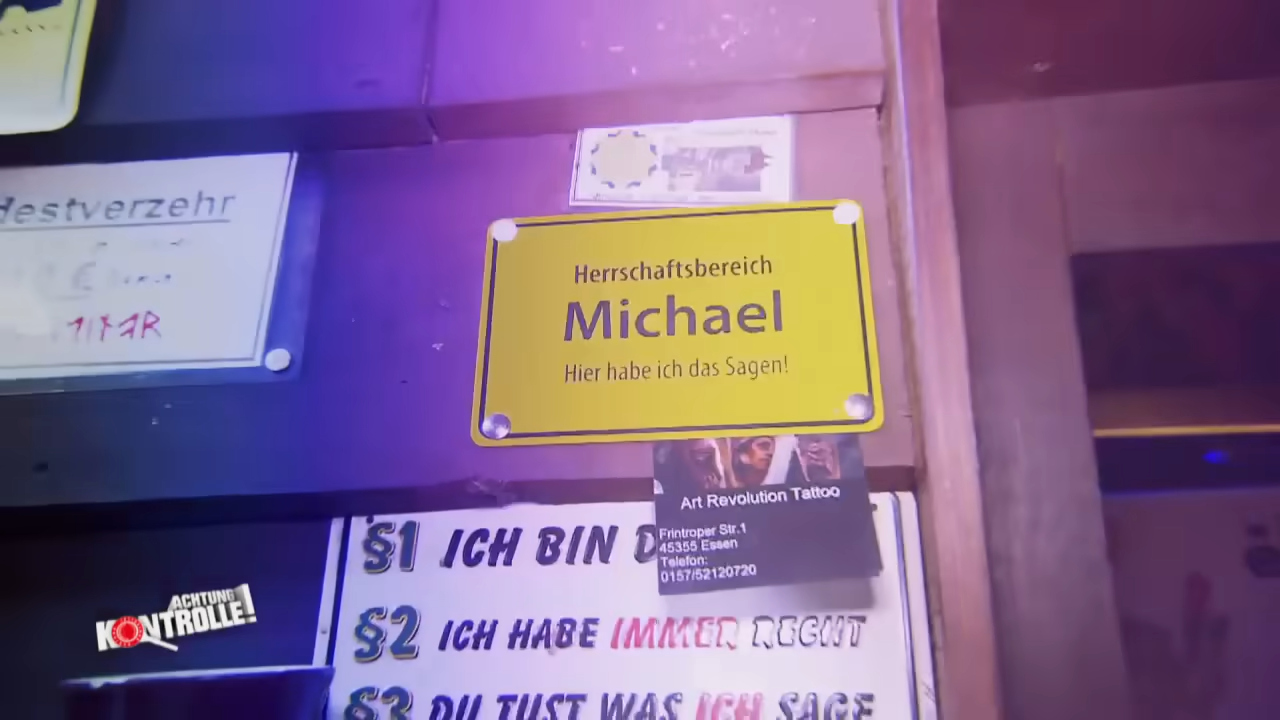 destverzehr
€
Herrschaftsbereich
Michael
Hier habe ich das Sagen!
Art Revolution Tattoo
Frintroper Str.1
45355 Essen
Telefon:
0157/52120720
§1 ICH BIN D
§2 ICH HABE IMMER RECHT
§3 DU TUST WAS ICH SAGE
ACHTUNG
KONTROLLE!